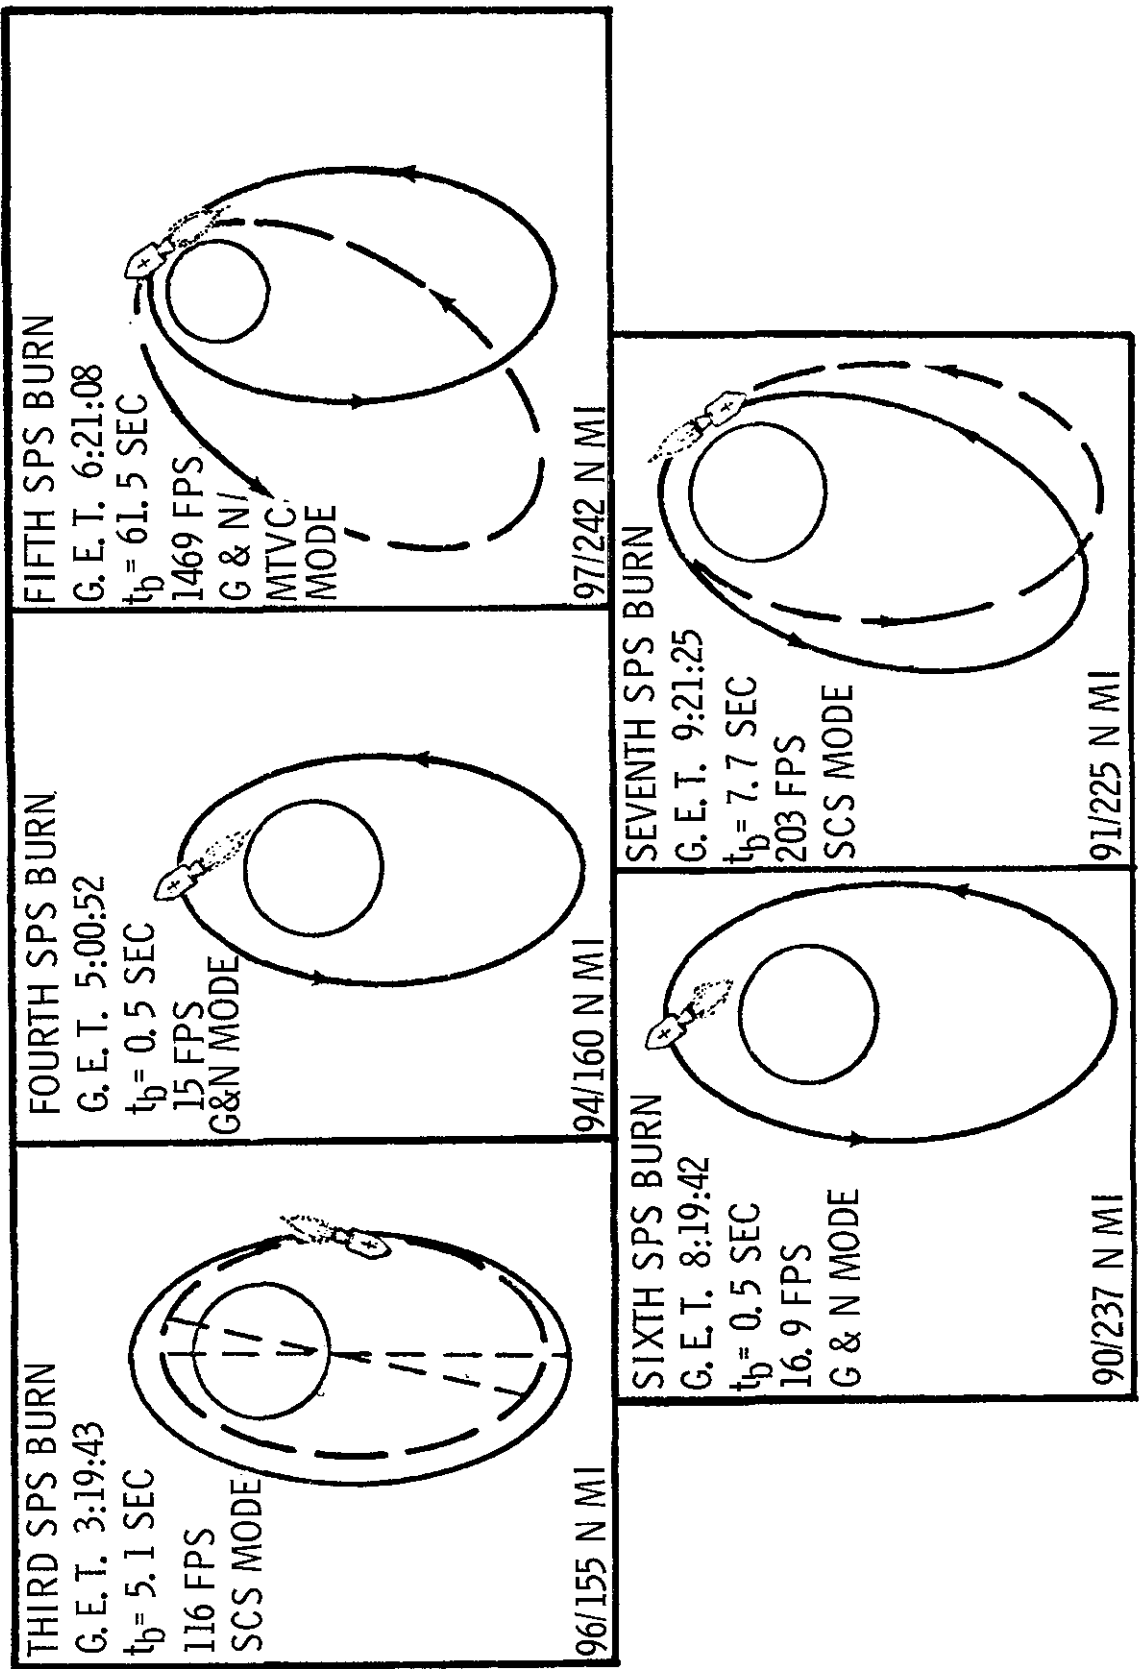 THIRD SPS BURN
G. E. T. 3:19:43
tb = 5. 1 SEC
116 FPS
SCS MODE
96/155 N MI
FOURTH SPS BURN
G. E. T. 5:00:52
tb = 0. 5 SEC
15 FPS
G&N MODE
94/160 N MI
FIFTH SPS BURN
G. E. T. 6:21:08
tb = 61. 5 SEC
1469 FPS
G & N/
MTVC
MODE
97/242 N MI
SIXTH SPS BURN
G. E. T. 8:19:42
tb = 0. 5 SEC
16. 9 FPS
G & N MODE
90/237 N MI
SEVENTH SPS BURN
G. E. T. 9:21:25
tb = 7. 7 SEC
203 FPS
SCS MODE
91/225 N MI